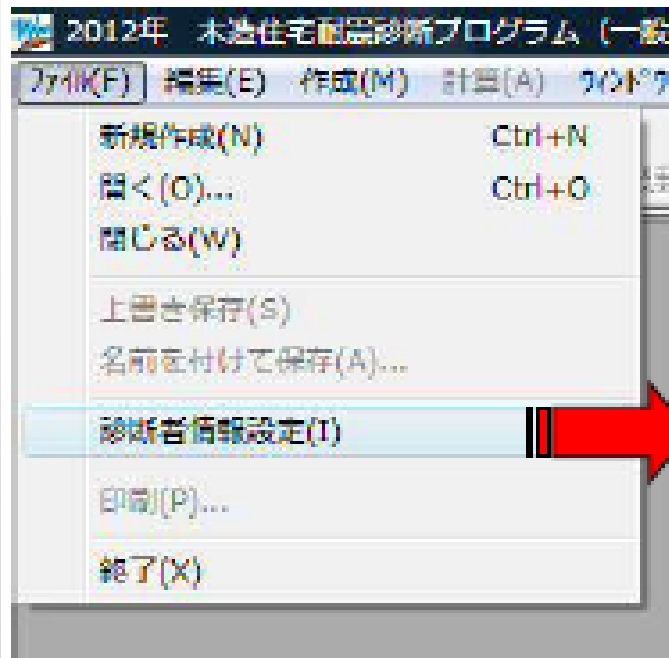 2012年 木造住宅耐震診断プログラム（一般
ファイル(F) 編集(E) 作成(M) 計算(A) ウィンドウ
新規作成(N) Ctrl+N
開く(O)... Ctrl+O
閉じる(W)
上書き保存(S)
名前を付けて保存(A)...
診断者情報設定(I)
印刷(P)...
終了(X)